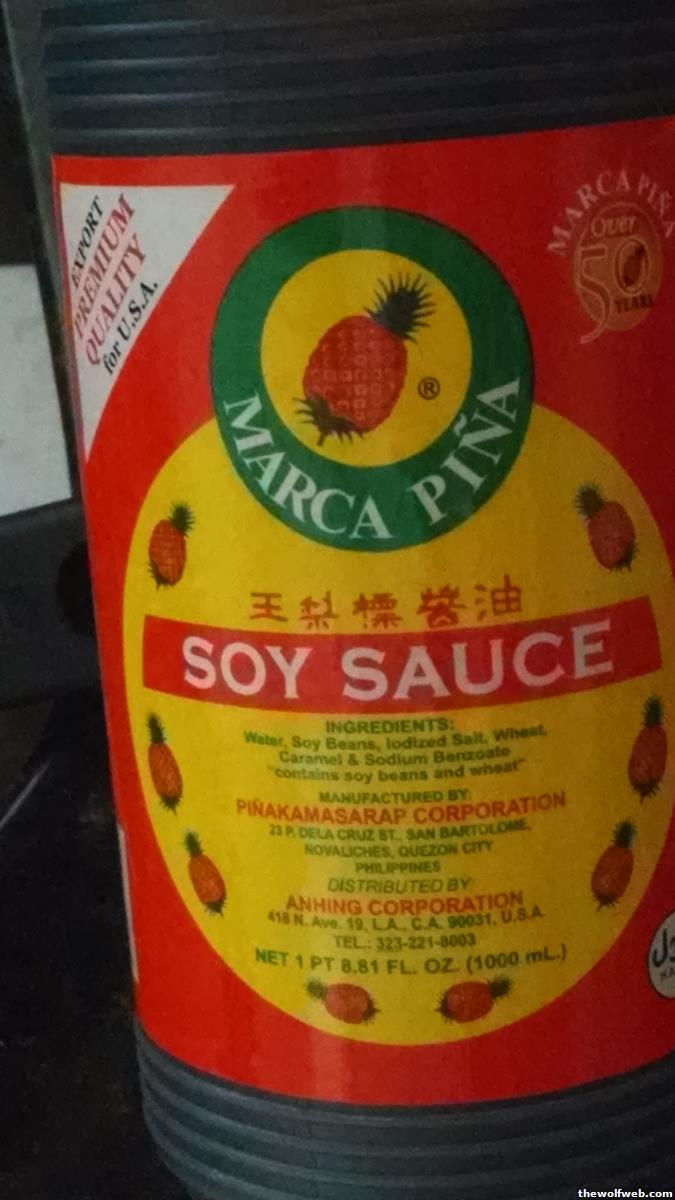 EXPORT
PREMIUM
QUALITY
for U.S.A.
MARCA PIÑA
Over
50
YEARS
®
MARCA PIÑA
王梨標醬油
SOY SAUCE
INGREDIENTS:
Water, Soy Beans, Iodized Salt, Wheat,
Caramel & Sodium Benzoate
"contains soy beans and wheat"
MANUFACTURED BY:
PIÑAKAMASARAP CORPORATION
23 P. DELA CRUZ ST., SAN BARTOLOME,
NOVALICHES, QUEZON CITY
PHILIPPINES
DISTRIBUTED BY:
ANHING CORPORATION
418 N. Ave. 19, L.A., C.A. 90031, U.S.A.
TEL.: 323-221-8003
NET 1 PT 8.81 FL. OZ. (1000 mL.)
thewolfweb.com